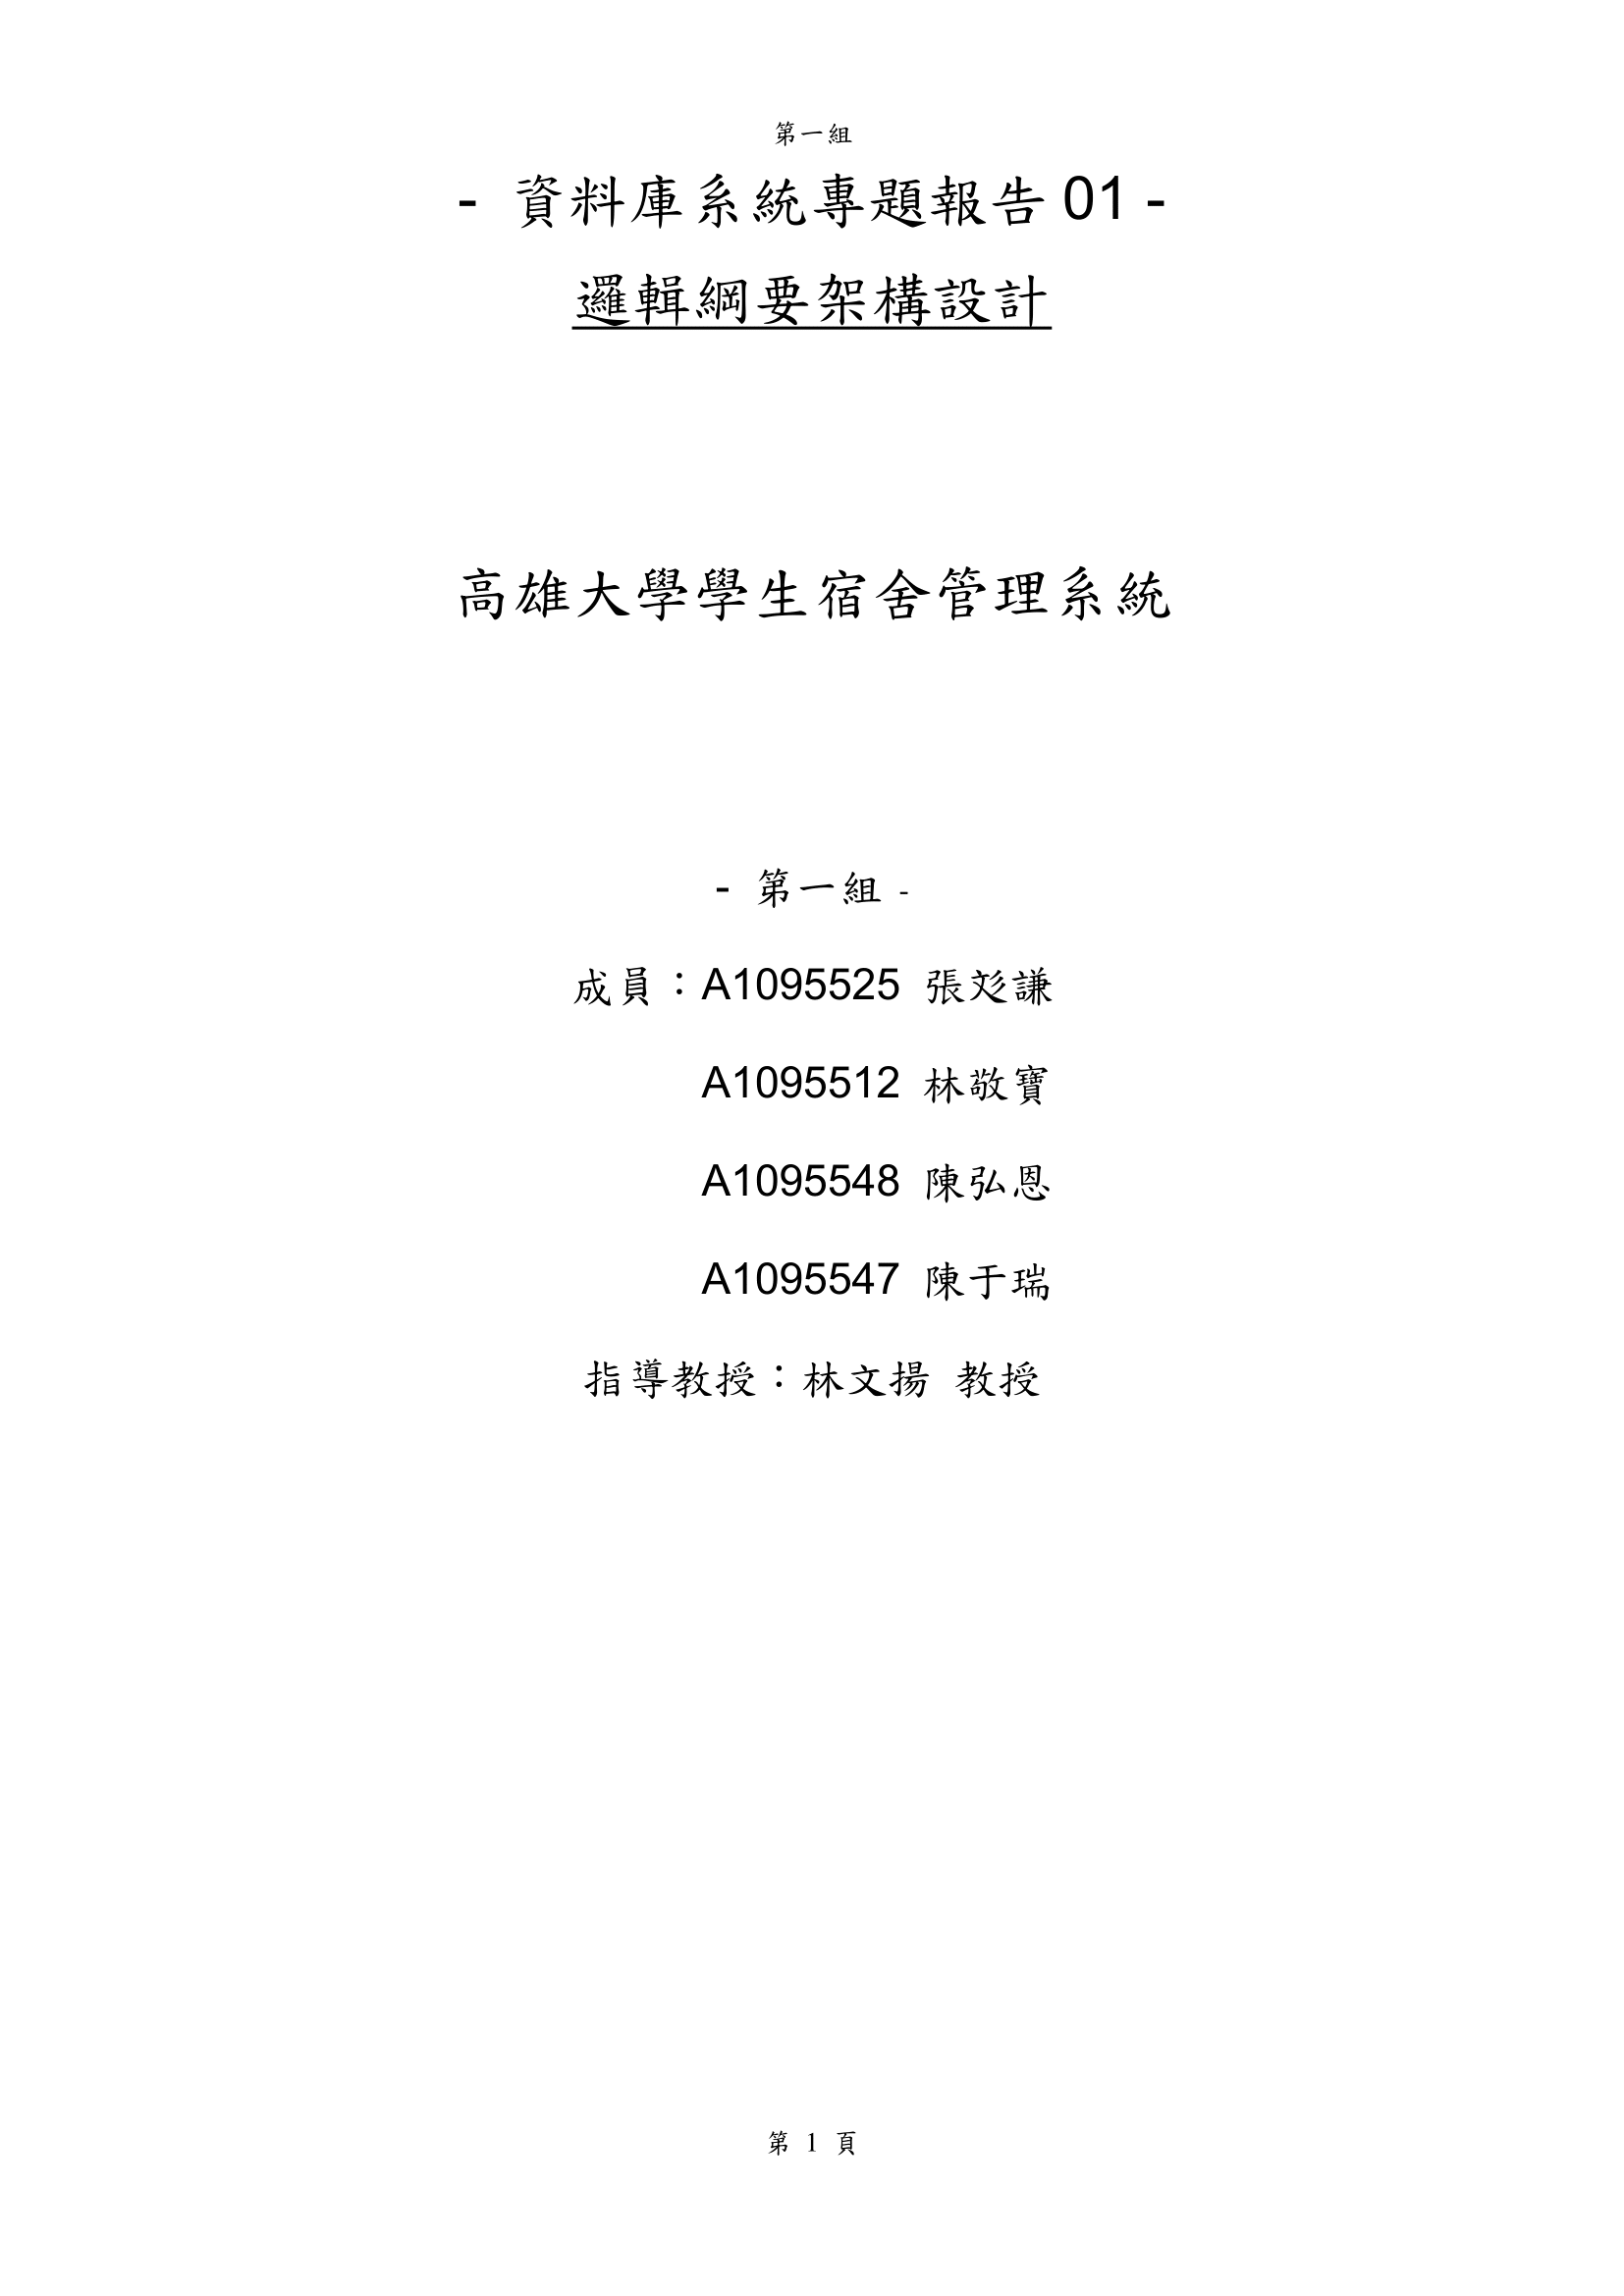 第一組
- 資料庫系統專題報告 01 -
邏輯綱要架構設計
高雄大學學生宿舍管理系統
- 第一組 -
成員：A1095525 張彣謙
A1095512 林敬寶
A1095548 陳弘恩
A1095547 陳于瑞
指導教授：林文揚 教授
第 1 頁